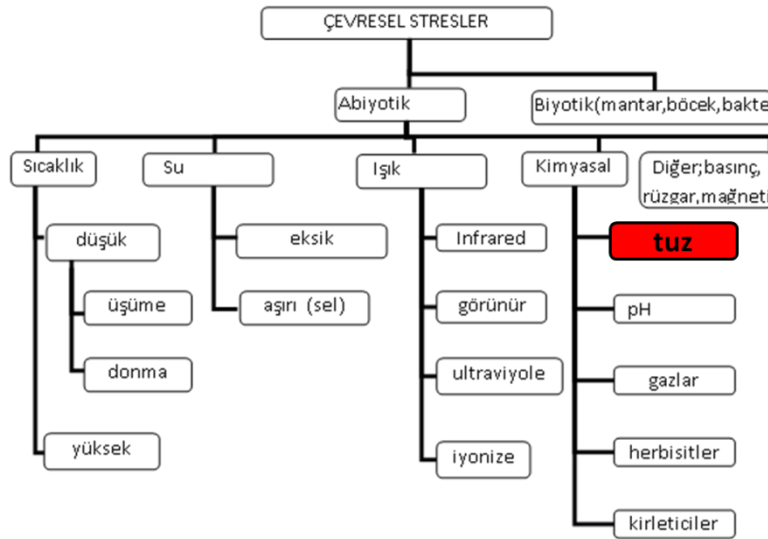 ÇEVRESEL STRESLER
Abiyotik
Biyotik(mantar,böcek,bakte
Sıcaklık
Su
Işık
Kimyasal
Diğer;basınç,
rüzgar,mağneti
düşük
eksik
Infrared
tuz
üşüme
aşırı (sel)
görünür
pH
donma
ultraviyole
gazlar
yüksek
iyonize
herbisitler
kirleticiler